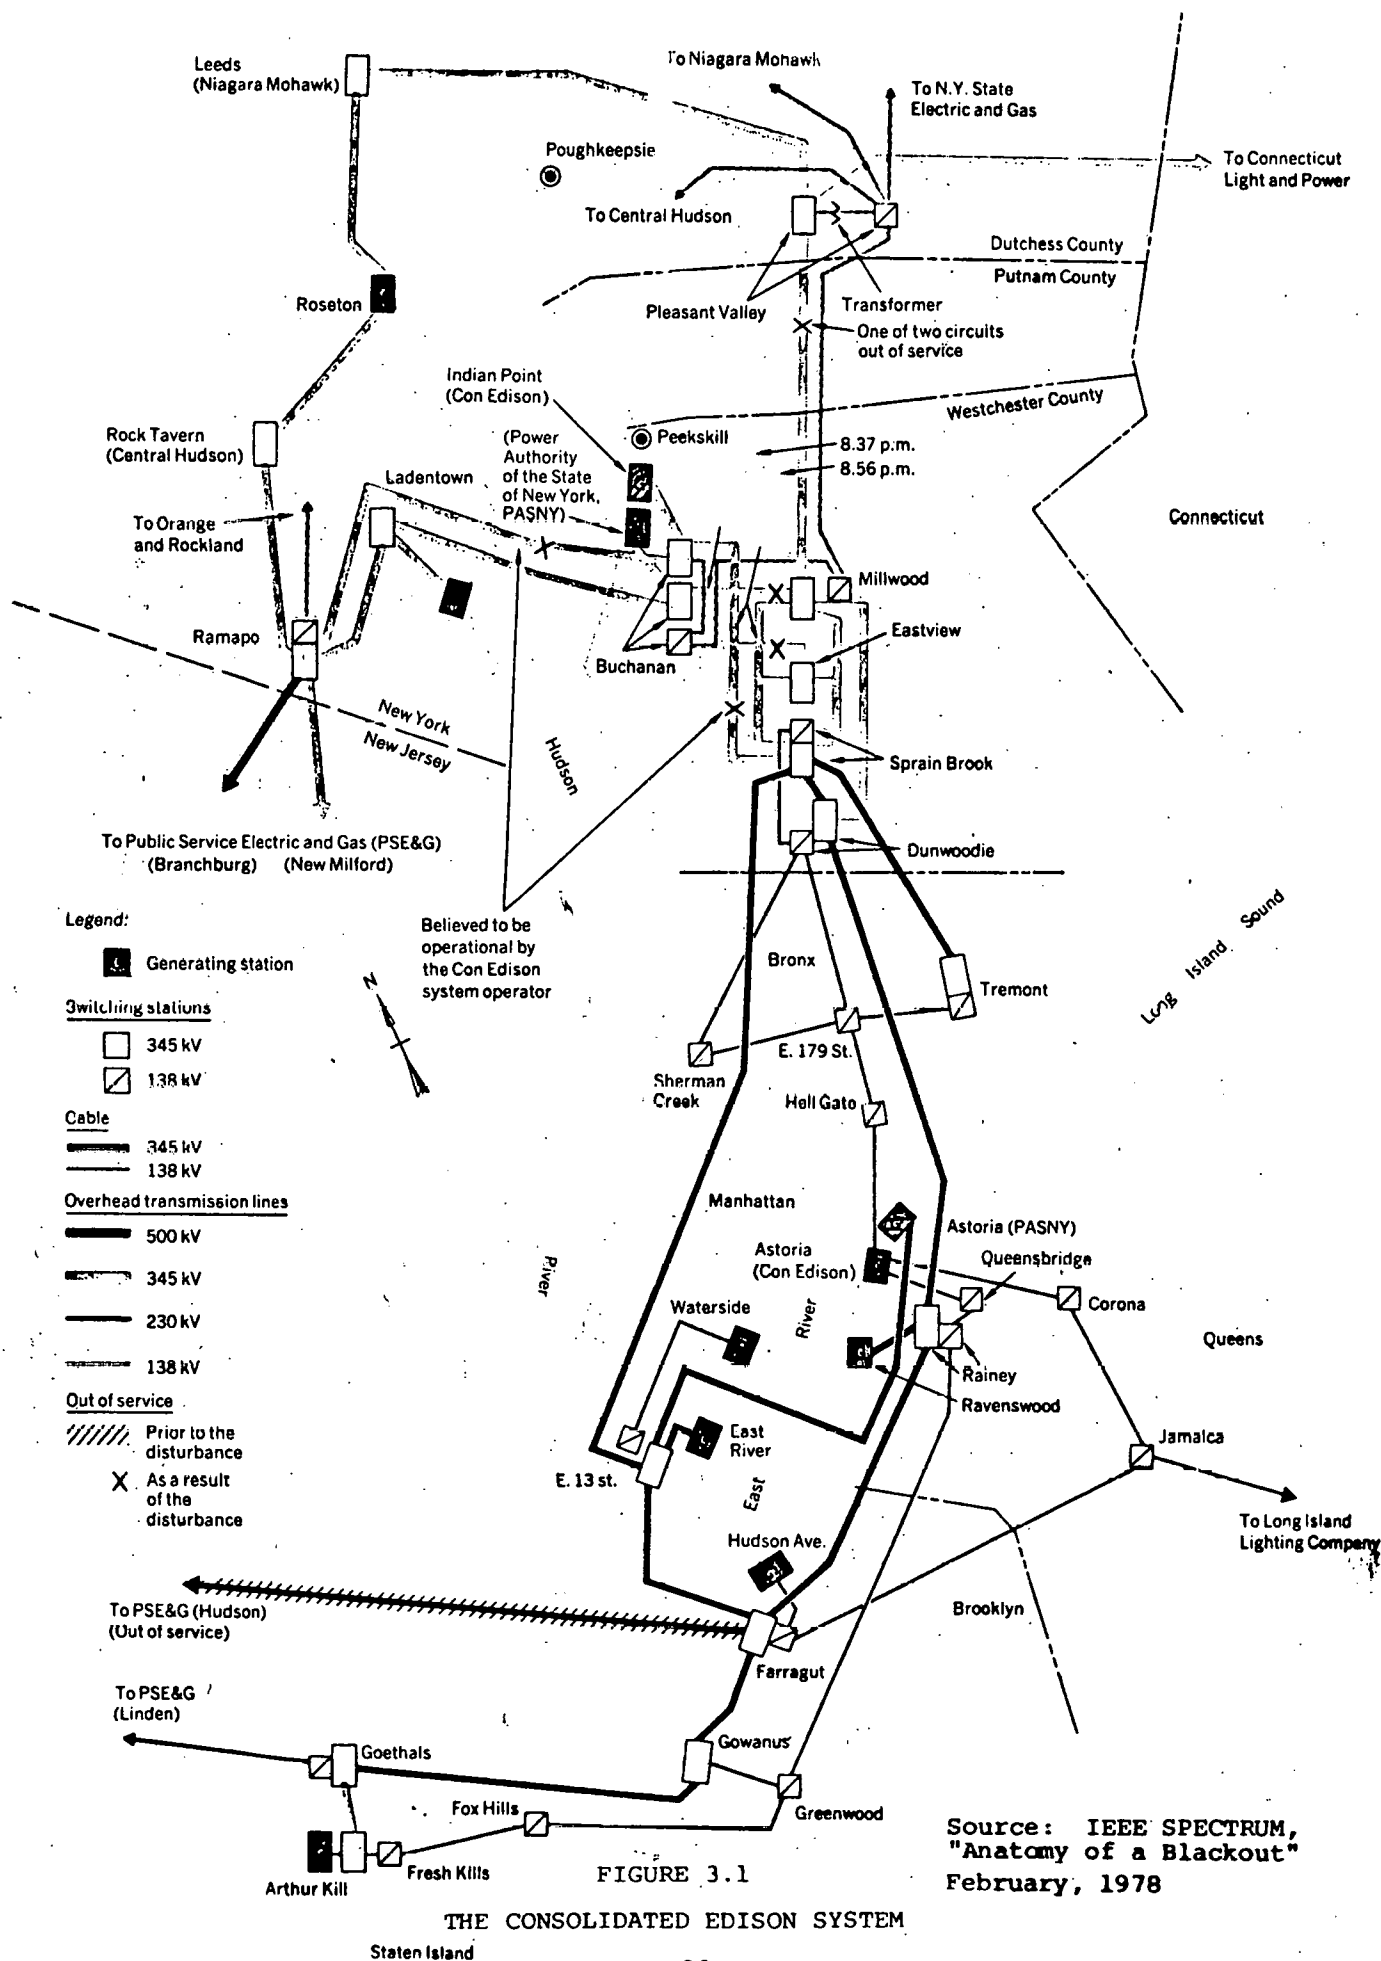 Leeds
(Niagara Mohawk)
To Niagara Mohawk
To N.Y. State
Electric and Gas
Poughkeepsie
To Connecticut
Light and Power
To Central Hudson
Dutchess County
Putnam County
Roseton
Pleasant Valley
Transformer
One of two circuits
out of service
Indian Point
(Con Edison)
Westchester County
Rock Tavern
(Central Hudson)
(Power
Authority
of the State
of New York,
PASNY)
Peekskill
8.37 p.m.
8.56 p.m.
Ladentown
To Orange
and Rockland
Connecticut
Millwood
Ramapo
Eastview
Buchanan
New York
New Jersey
Hudson
Sprain Brook
To Public Service Electric and Gas (PSE&G)
(Branchburg) (New Milford)
Dunwoodie
Legend:
Believed to be
operational by
the Con Edison
system operator
Generating station
N
Bronx
Tremont
Long Island Sound
Switching stations
345 kV
138 kV
E. 179 St.
Sherman
Creek
Hell Gate
Cable
345 kV
138 kV
Overhead transmission lines
500 kV
345 kV
230 kV
138 kV
Manhattan
Astoria (PASNY)
Astoria
(Con Edison)
Queensbridge
River
Waterside
River
Corona
Queens
Rainey
Ravenswood
Out of service
Prior to the
disturbance
X As a result
of the
disturbance
East
River
E. 13 st.
East
Jamaica
To Long Island
Lighting Company
Hudson Ave.
To PSE&G (Hudson)
(Out of service)
Brooklyn
Farragut
To PSE&G
(Linden)
Goethals
Gowanus
Fox Hills
Greenwood
Fresh Kills
Arthur Kill
Source: IEEE SPECTRUM,
"Anatomy of a Blackout"
February, 1978
FIGURE 3.1
THE CONSOLIDATED EDISON SYSTEM
Staten Island